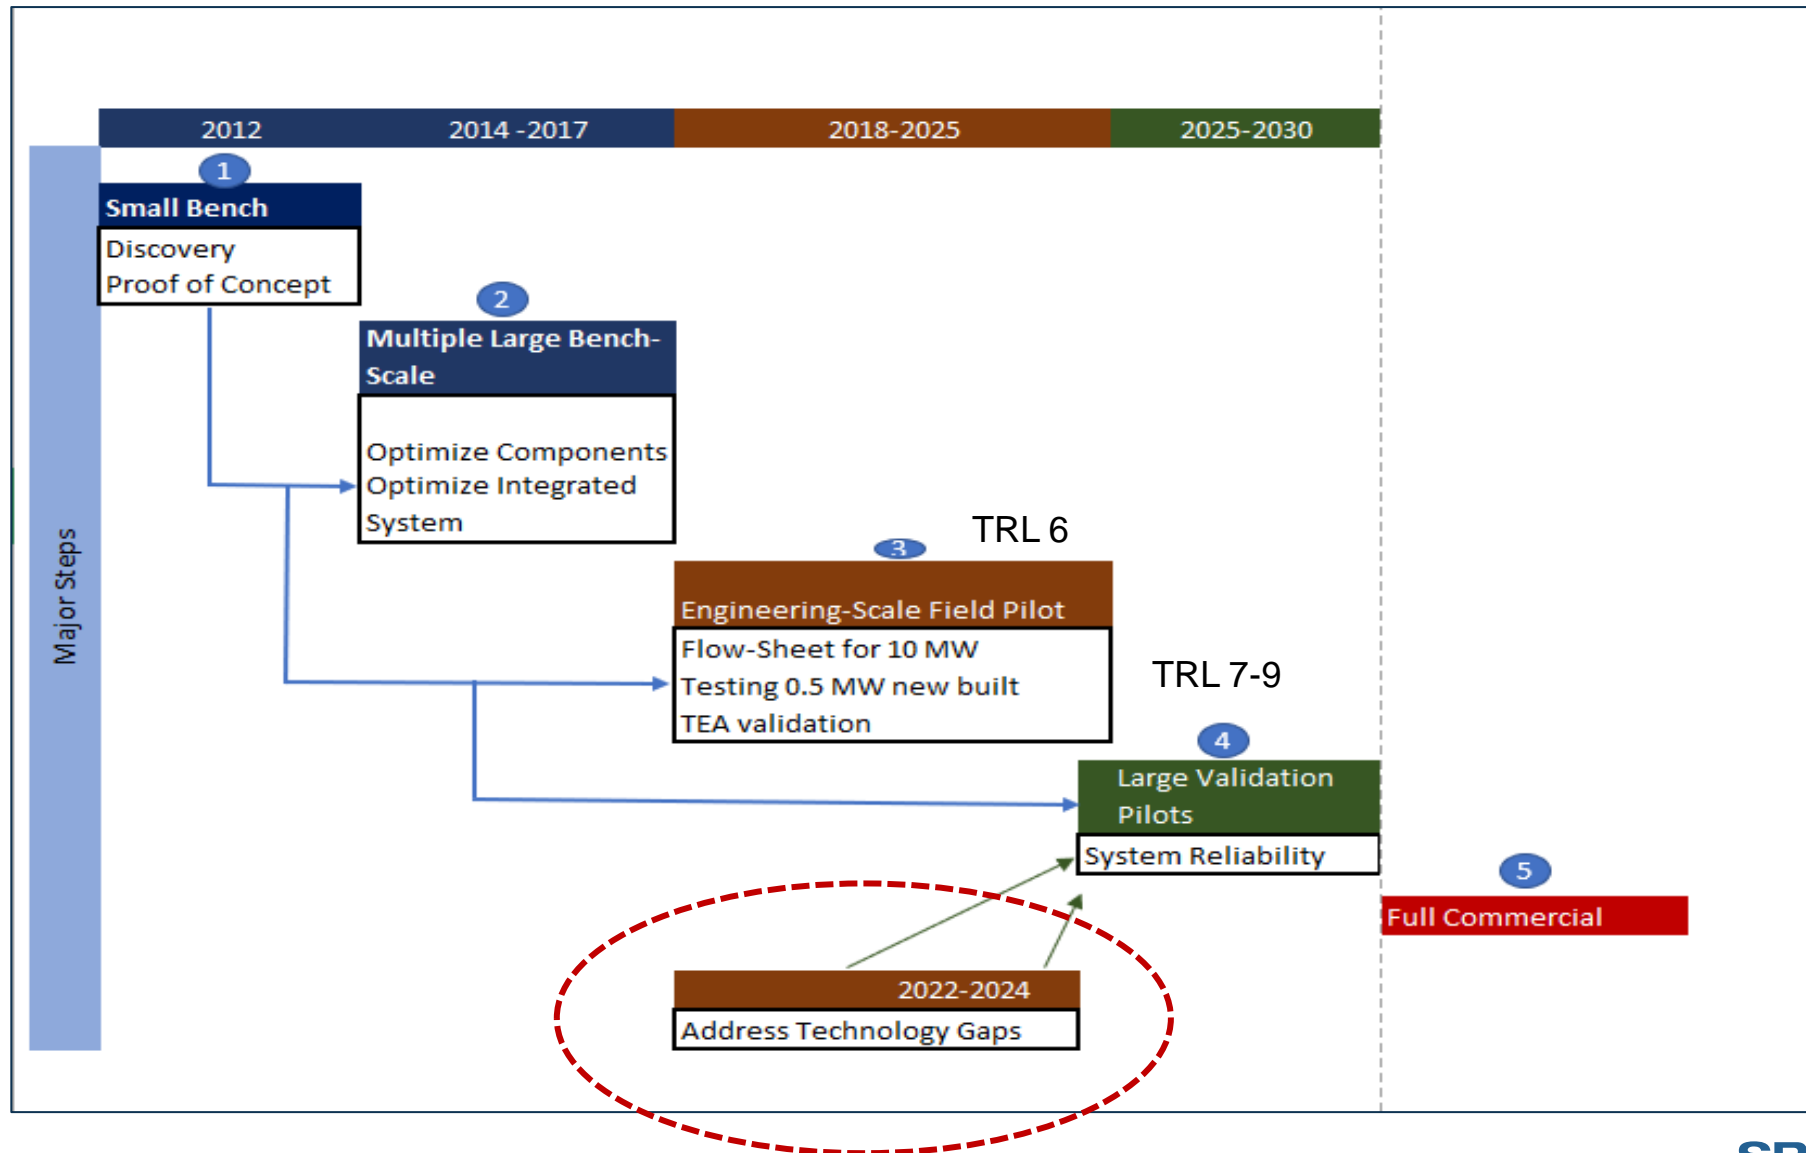 2012
2014 -2017
2018-2025
2025-2030
Major Steps
1
Small Bench
Discovery
Proof of Concept
2
Multiple Large Bench-
Scale
Optimize Components
Optimize Integrated
System
TRL 6
3
Engineering-Scale Field Pilot
Flow-Sheet for 10 MW
Testing 0.5 MW new built
TEA validation
TRL 7-9
4
Large Validation
Pilots
System Reliability
5
Full Commercial
2022-2024
Address Technology Gaps